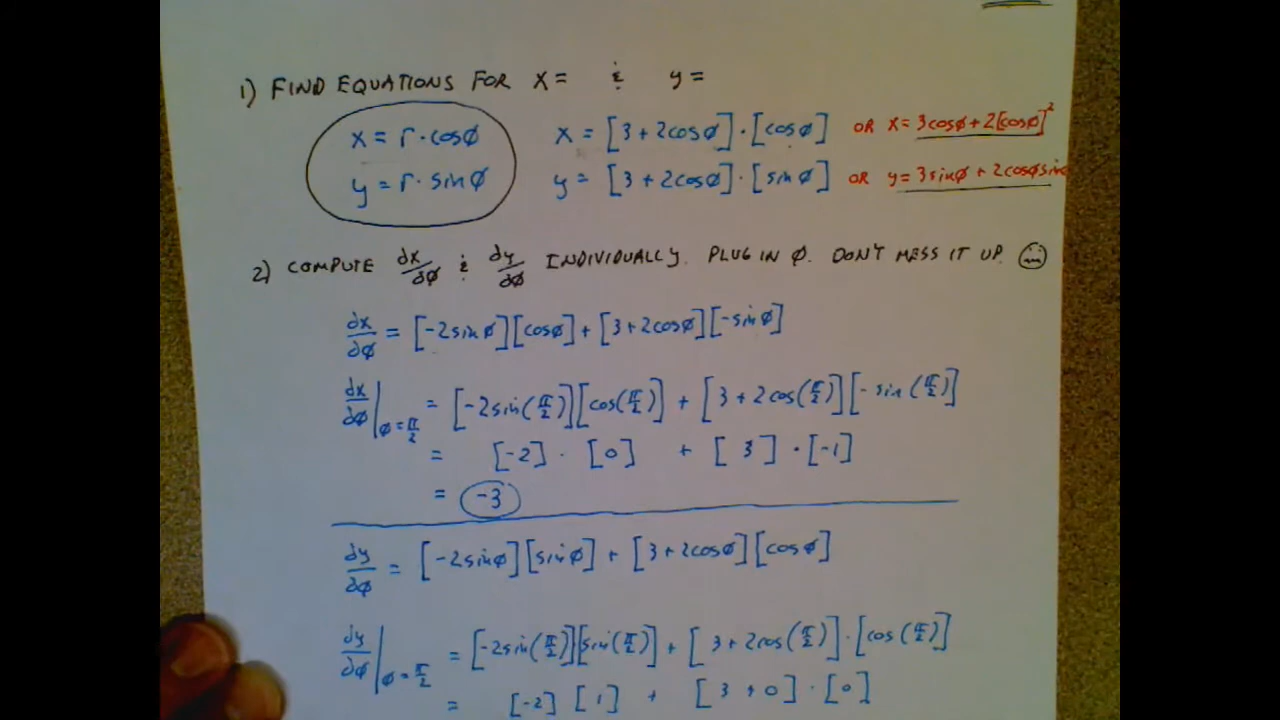 1) FIND EQUATIONS FOR X = & y =
x = r · cosø x = [3 + 2cosø] · [cosø] OR x = 3cosø + 2[cosø]²
y = r · sinø y = [3 + 2cosø] · [sinø] OR y = 3sinø + 2cosøsinø
2) COMPUTE dx/dø & dy/dø INDIVIDUALLY. PLUG IN ø. DON'T MESS IT UP.
dx/dø = [-2sinø][cosø] + [3 + 2cosø][-sinø]
dx/dø|ø=π/2 = [-2sin(π/2)][cos(π/2)] + [3 + 2cos(π/2)][-sin(π/2)]
= [-2] · [0] + [3] · [-1]
= -3
dy/dø = [-2sinø][sinø] + [3 + 2cosø][cosø]
dy/dø|ø=π/2 = [-2sin(π/2)][sin(π/2)] + [3 + 2cos(π/2)] · [cos(π/2)]
= [-2] [1] + [3 + 0] · [0]